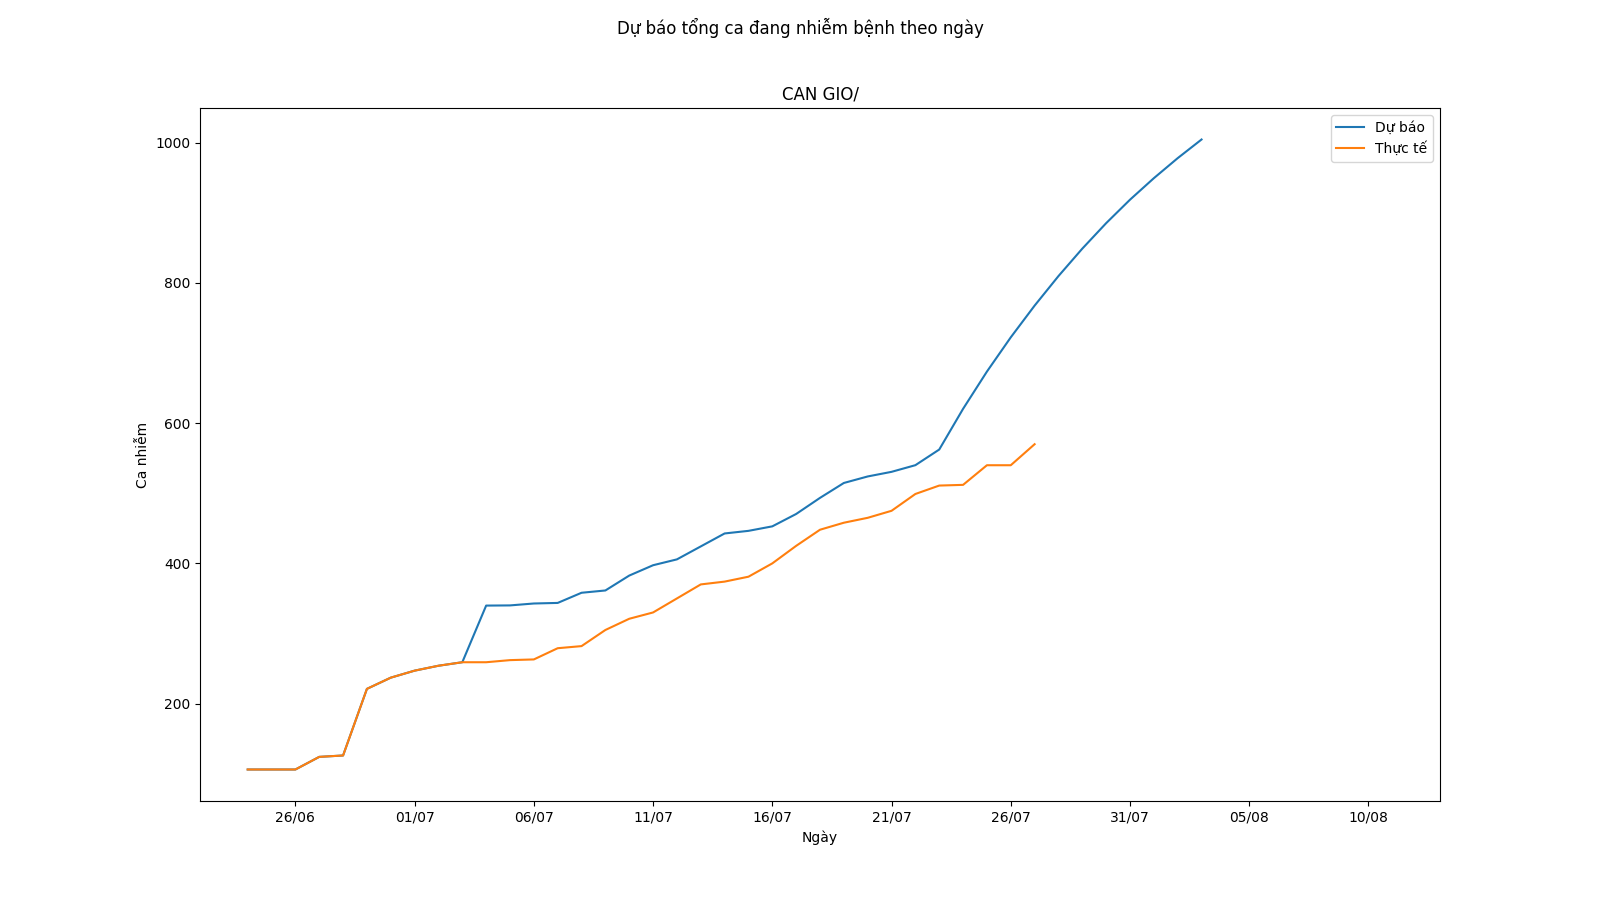 Dự báo tổng ca đang nhiễm bệnh theo ngày
CAN GIO/
Dự báo
Thực tế
1000
800
600
400
200
Ca nhiễm
26/06 01/07 06/07 11/07 16/07 21/07 26/07 31/07 05/08 10/08
Ngày